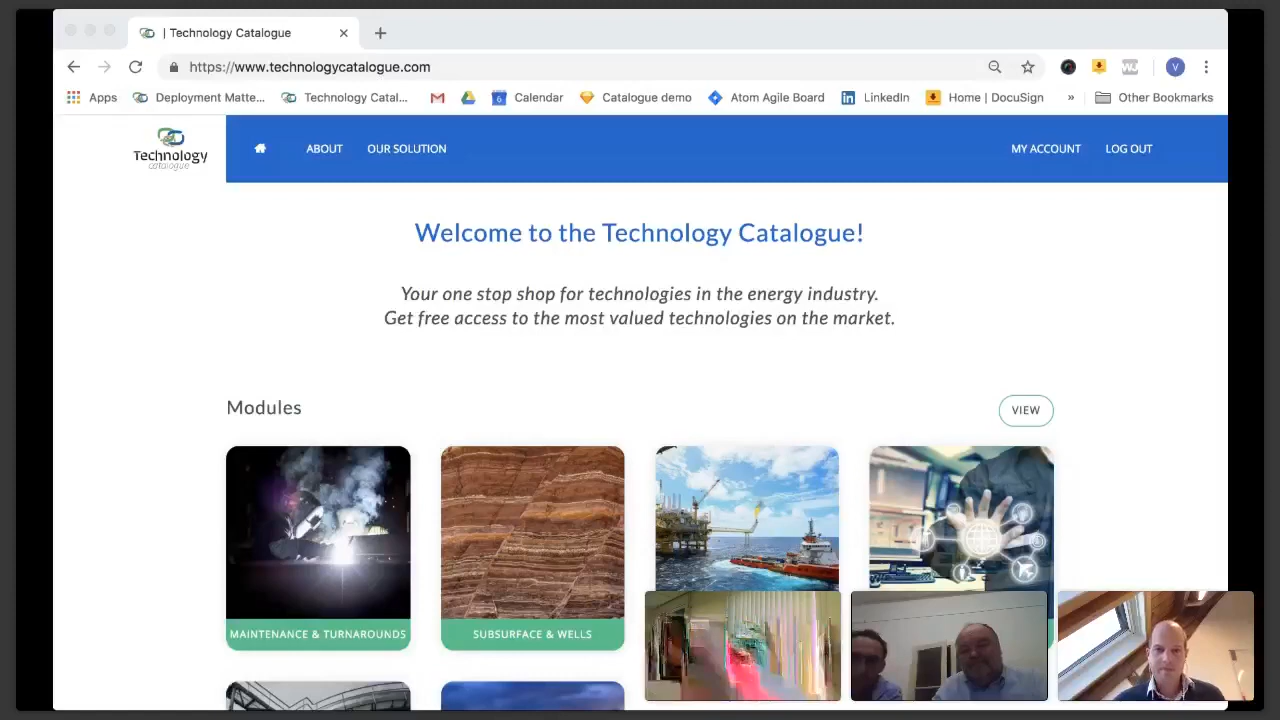 | Technology Catalogue
https://www.technologycatalogue.com
V
Apps
Deployment Matte...
Technology Catal...
6
Calendar
Catalogue demo
Atom Agile Board
LinkedIn
Home | DocuSign
»
Other Bookmarks
Technology
catalogue
ABOUT
OUR SOLUTION
MY ACCOUNT
LOG OUT
Welcome to the Technology Catalogue!
Your one stop shop for technologies in the energy industry.
Get free access to the most valued technologies on the market.
Modules
VIEW
MAINTENANCE & TURNAROUNDS
SUBSURFACE & WELLS